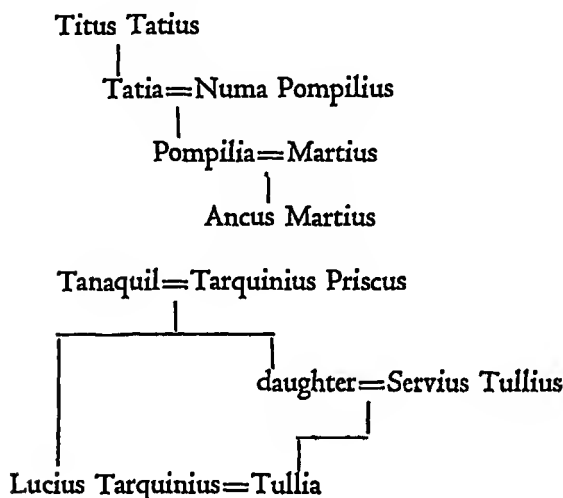 Titus Tatius
Tatia=Numa Pompilius
Pompilia=Martius
Ancus Martius
Tanaquil=Tarquinius Priscus
daughter=Servius Tullius
Lucius Tarquinius=Tullia